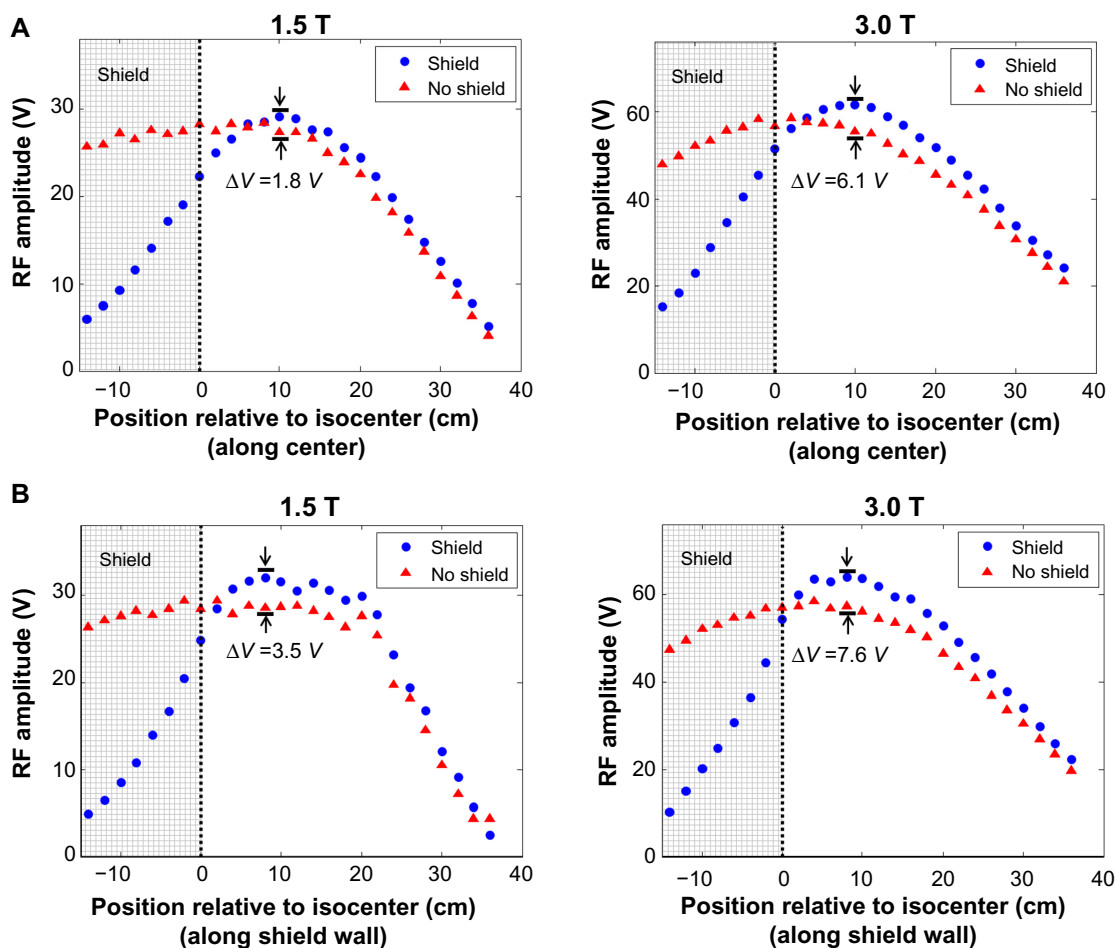 A
1.5 T
Shield
Shield
No shield
ΔV =1.8 V
RF amplitude (V)
30
20
10
0
−10 0 10 20 30 40
Position relative to isocenter (cm)
(along center)
3.0 T
Shield
Shield
No shield
ΔV =6.1 V
RF amplitude (V)
60
40
60
0
−10 0 10 20 30 40
Position relative to isocenter (cm)
(along center)
B
1.5 T
Shield
Shield
No shield
ΔV =3.5 V
RF amplitude (V)
30
20
10
0
−10 0 10 20 30 40
Position relative to isocenter (cm)
(along shield wall)
3.0 T
Shield
Shield
No shield
ΔV =7.6 V
RF amplitude (V)
60
40
20
0
−10 0 10 20 30 40
Position relative to isocenter (cm)
(along shield wall)